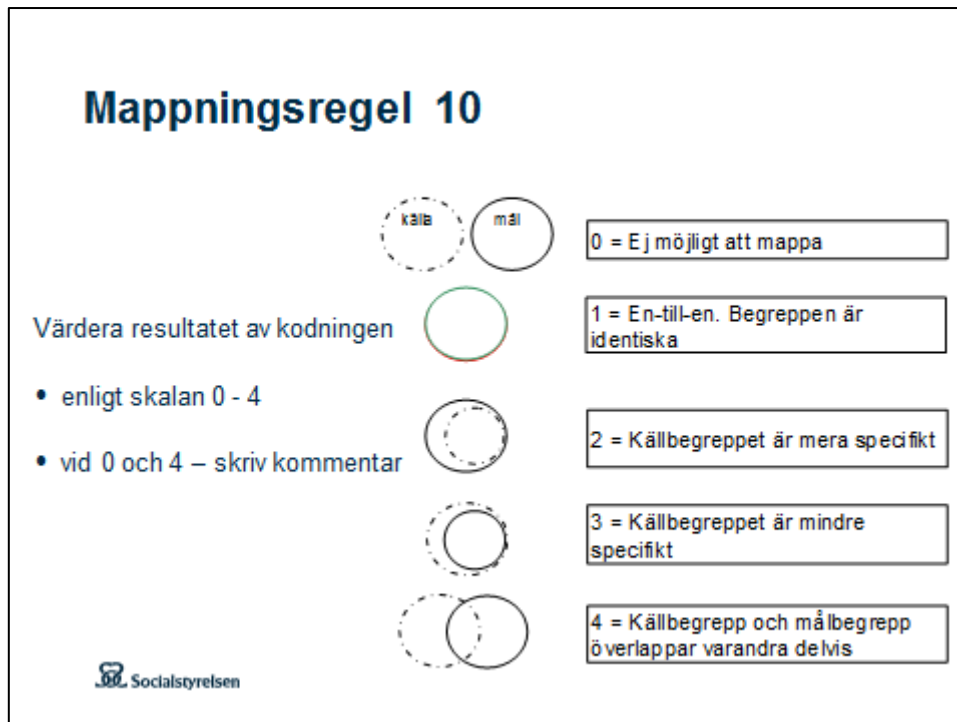 Mappningsregel 10
källa
mål
0 = Ej möjligt att mappa
Värdera resultatet av kodningen
1 = En-till-en. Begreppen är
identiska
• enligt skalan 0 - 4
• vid 0 och 4 – skriv kommentar
2 = Källbegreppet är mera specifikt
3 = Källbegreppet är mindre
specifikt
4 = Källbegrepp och målbegrepp
överlappar varandra delvis
Socialstyrelsen